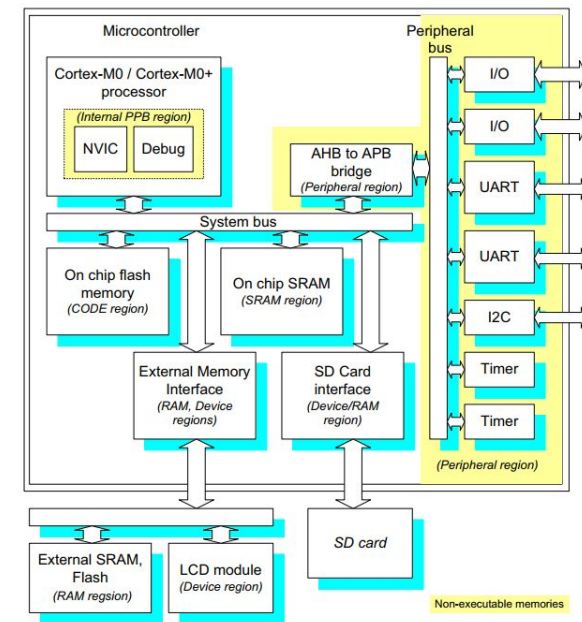 Microcontroller
Peripheral
bus
Cortex-M0 / Cortex-M0+
processor
(Internal PPB region)
NVIC
Debug
AHB to APB
bridge
(Peripheral region)
I/O
I/O
UART
UART
I2C
Timer
Timer
(Peripheral region)
System bus
On chip flash
memory
(CODE region)
On chip SRAM
(SRAM region)
External Memory
Interface
(RAM, Device
regions)
SD Card
interface
(Device/RAM
region)
External SRAM,
Flash
(RAM regsion)
LCD module
(Device region)
SD card
Non-executable memories